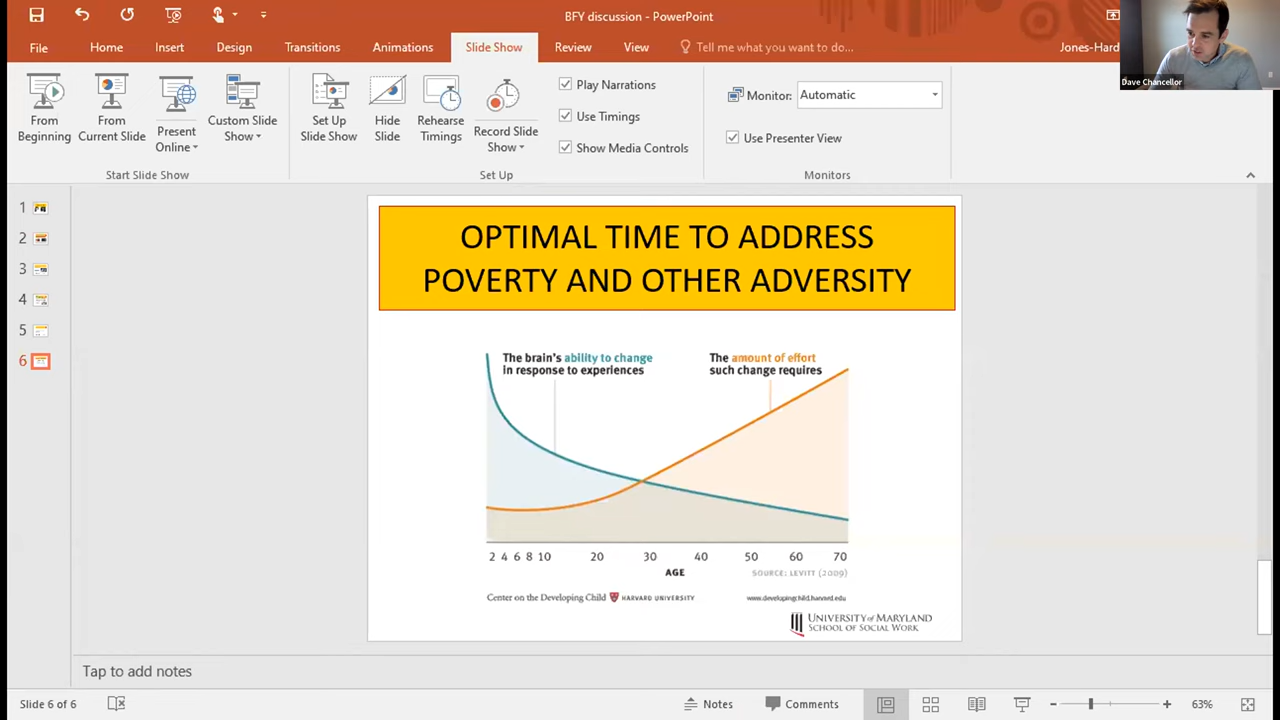 BFY discussion - PowerPoint
File
Home
Insert
Design
Transitions
Animations
Slide Show
Review
View
Tell me what you want to do...
Jones-Hard
Dave Chancellor
From
Beginning
From
Current Slide
Present
Online
Custom Slide
Show
Set Up
Slide Show
Hide
Slide
Rehearse
Timings
Record Slide
Show
Play Narrations
Use Timings
Show Media Controls
Monitor:
Automatic
Use Presenter View
Start Slide Show
Set Up
Monitors
1
2
3
4
5
6
OPTIMAL TIME TO ADDRESS
POVERTY AND OTHER ADVERSITY
The brain's ability to change
in response to experiences
The amount of effort
such change requires
2 4 6 8 10 20 30 40 50 60 70
AGE
SOURCE: LEVITT (2009)
Center on the Developing Child HARVARD UNIVERSITY
www.developingchild.harvard.edu
UNIVERSITY of MARYLAND
SCHOOL OF SOCIAL WORK
Tap to add notes
Slide 6 of 6
Notes
Comments
63%